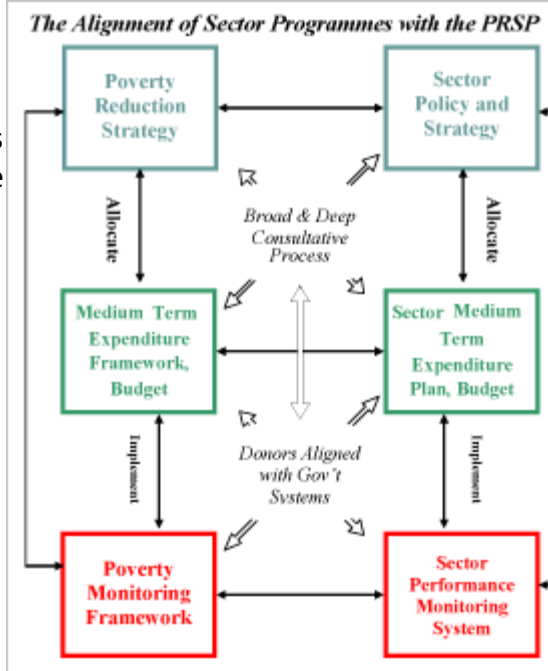 The Alignment of Sector Programmes with the PRSP
Poverty
Reduction
Strategy
Sector
Policy and
Strategy
s
e
Allocate
Broad & Deep
Consultative
Process
Allocate
Medium Term
Expenditure
Framework,
Budget
Sector Medium
Term
Expenditure
Plan, Budget
Implement
Donors Aligned
with Gov't
Systems
Implement
Poverty
Monitoring
Framework
Sector
Performance
Monitoring
System